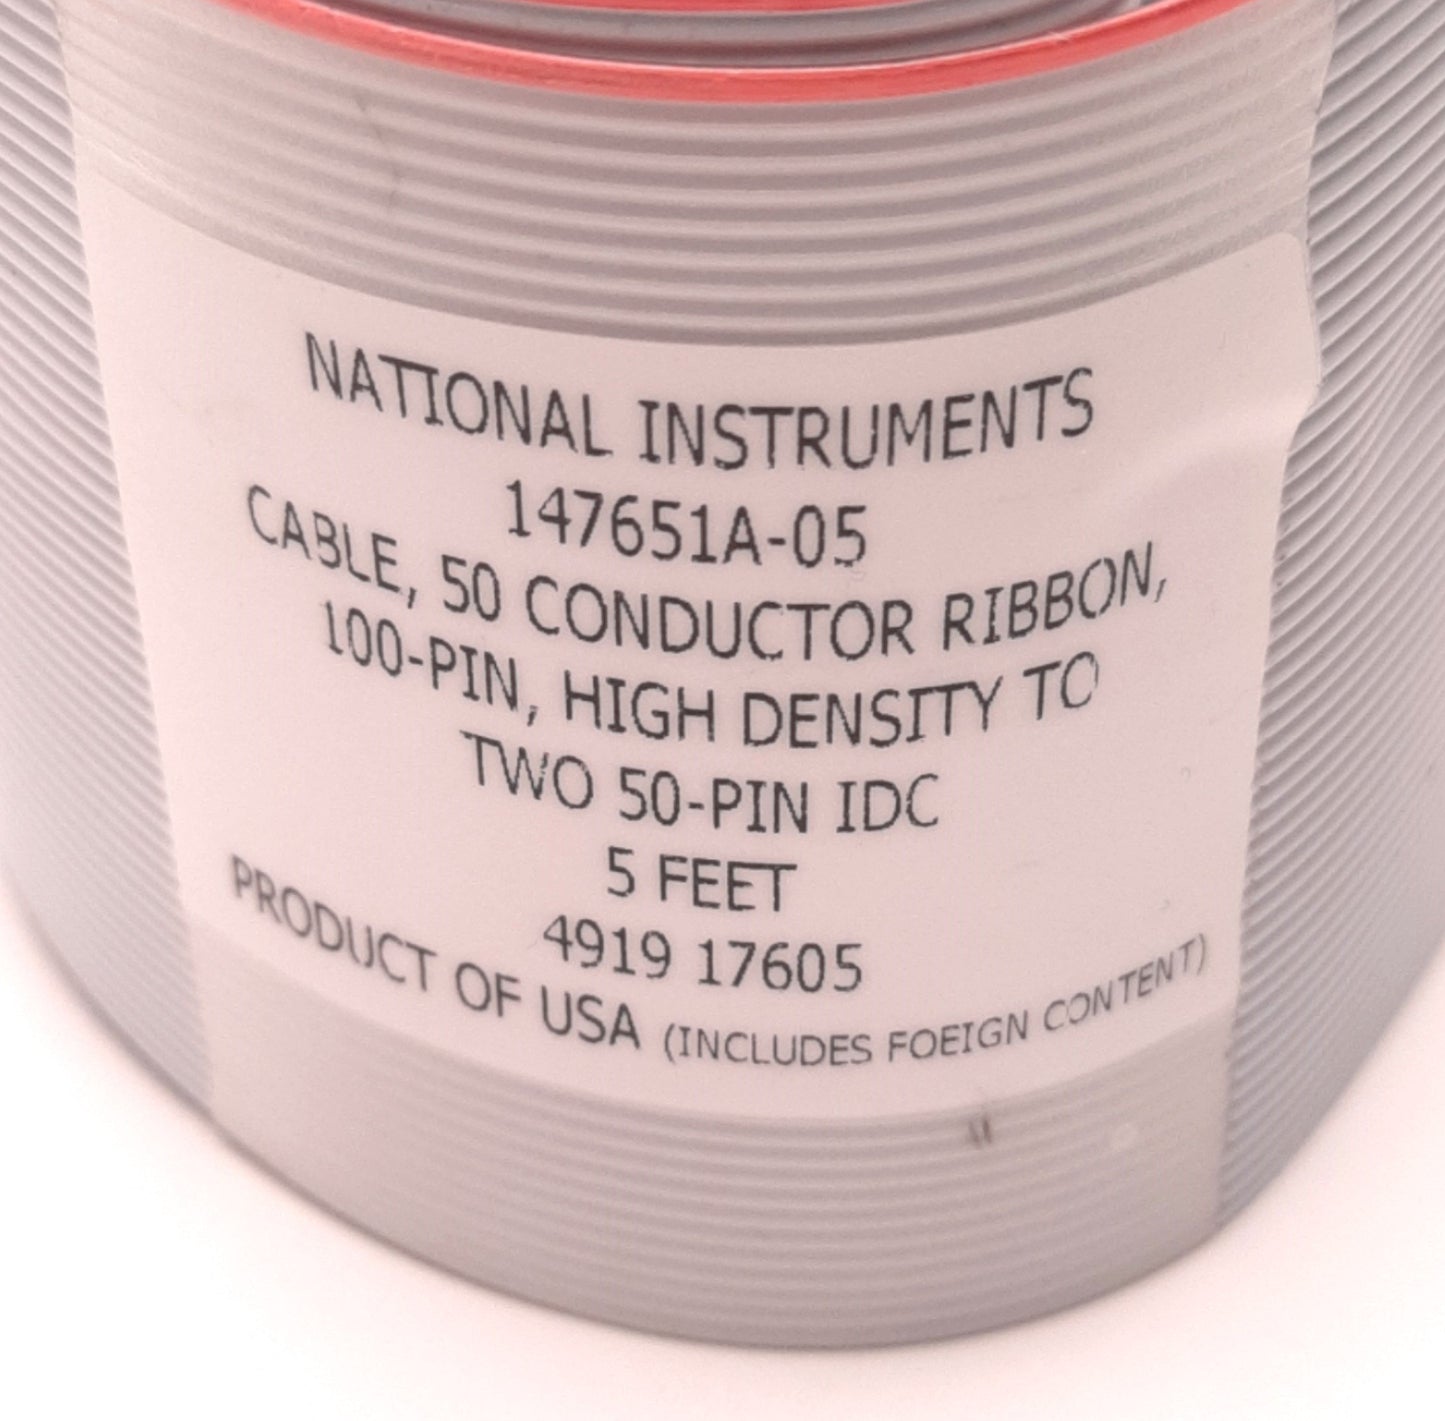 NATIONAL INSTRUMENTS
147651A-05
CABLE, 50 CONDUCTOR RIBBON,
100-PIN, HIGH DENSITY TO
TWO 50-PIN IDC
5 FEET
4919 17605
PRODUCT OF USA (INCLUDES FOEIGN CONTENT)